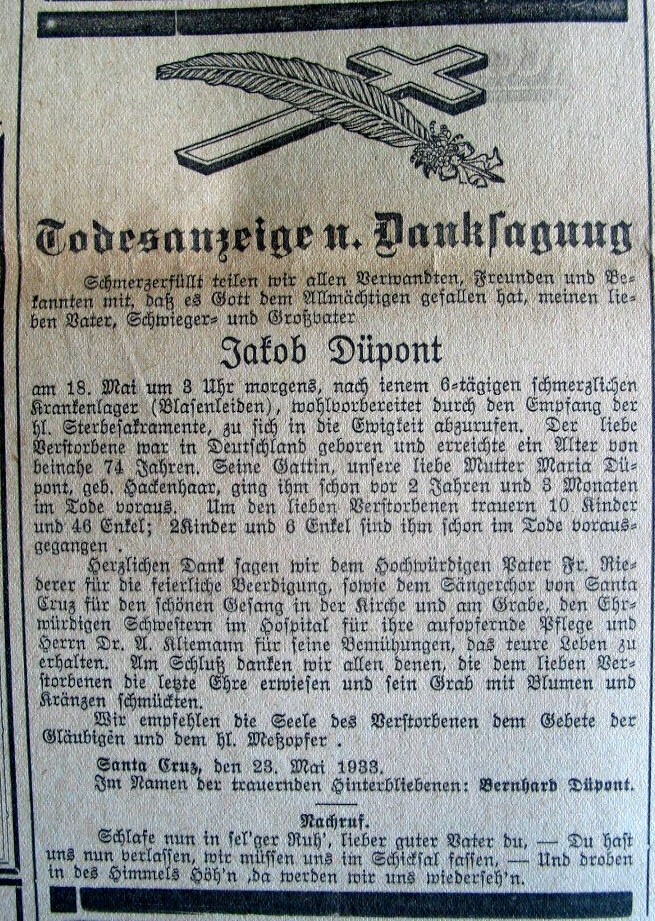 Todesanzeige u. Dankſagung
Schmerzerfüllt teilen wir allen Verwandten, Freunden und Be-
kannten mit, daß es Gott dem Allmächtigen gefallen hat, meinen lie-
ben Vater, Schwieger- und Großvater
Jakob Düpont
am 18. Mai um 3 Uhr morgens, nach ienem 6-tägigen ſchmerzlichen
Krankenlager (Blaſenleiden), wohlvorbereitet durch den Empfang der
hl. Sterbeſakramente, zu ſich in die Ewigkeit abzurufen. Der liebe
Verſtorbene war in Deutſchland geboren und erreichte ein Alter von
beinahe 74 Jahren. Seine Gattin, unſere liebe Mutter Maria Dü-
pont, geb. Hackenhaar, ging ihm ſchon vor 2 Jahren und 3 Monaten
im Tode voraus. Um den lieben Verſtorbenen trauern 10 Kinder
und 46 Enkel; 2Kinder und 6 Enkel ſind ihm ſchon im Tode voraus-
gegangen .
Herzlichen Dank ſagen wir dem Hochwürdigen Pater Fr. Rie-
derer für die feierliche Beerdigung, ſowie dem Sängerchor von Santa
Cruz für den ſchönen Geſang in der Kirche und am Grabe, den Ehr-
würdigen Schweſtern im Hoſpital für ihre aufopfernde Pflege und
Herrn Dr. A. Kliemann für ſeine Bemühungen, das teure Leben zu
erhalten. Am Schluß danken wir allen denen, die dem lieben Ver-
ſtorbenen die letzte Ehre erwieſen und ſein Grab mit Blumen und
Kränzen ſchmückten.
Wir empfehlen die Seele des Verſtorbenen dem Gebete der
Gläubigen und dem hl. Meßopfer .
Santa Cruz, den 23. Mai 1933.
Im Namen der trauernden Hinterbliebenen: Bernhard Düpont.
Nachruf.
Schlafe nun in ſel'ger Ruh', lieber guter Vater du, — Du haſt
uns nun verlaſſen, wir müſſen uns im Schickſal faſſen, — Und droben
in des Himmels Höh'n ,da werden wir uns wiederſeh'n.